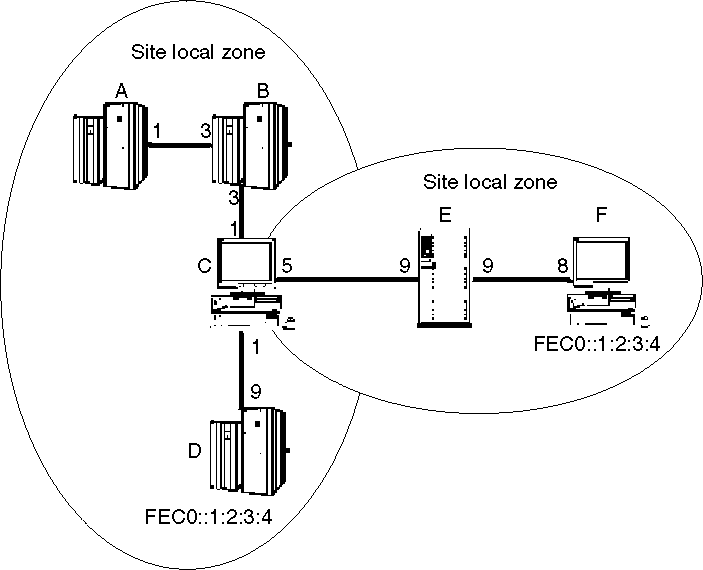 Site local zone
A B
1 3
3
Site local zone
1
E F
C 5 9 9 8
FEC0::1:2:3:4
1
9
D
FEC0::1:2:3:4